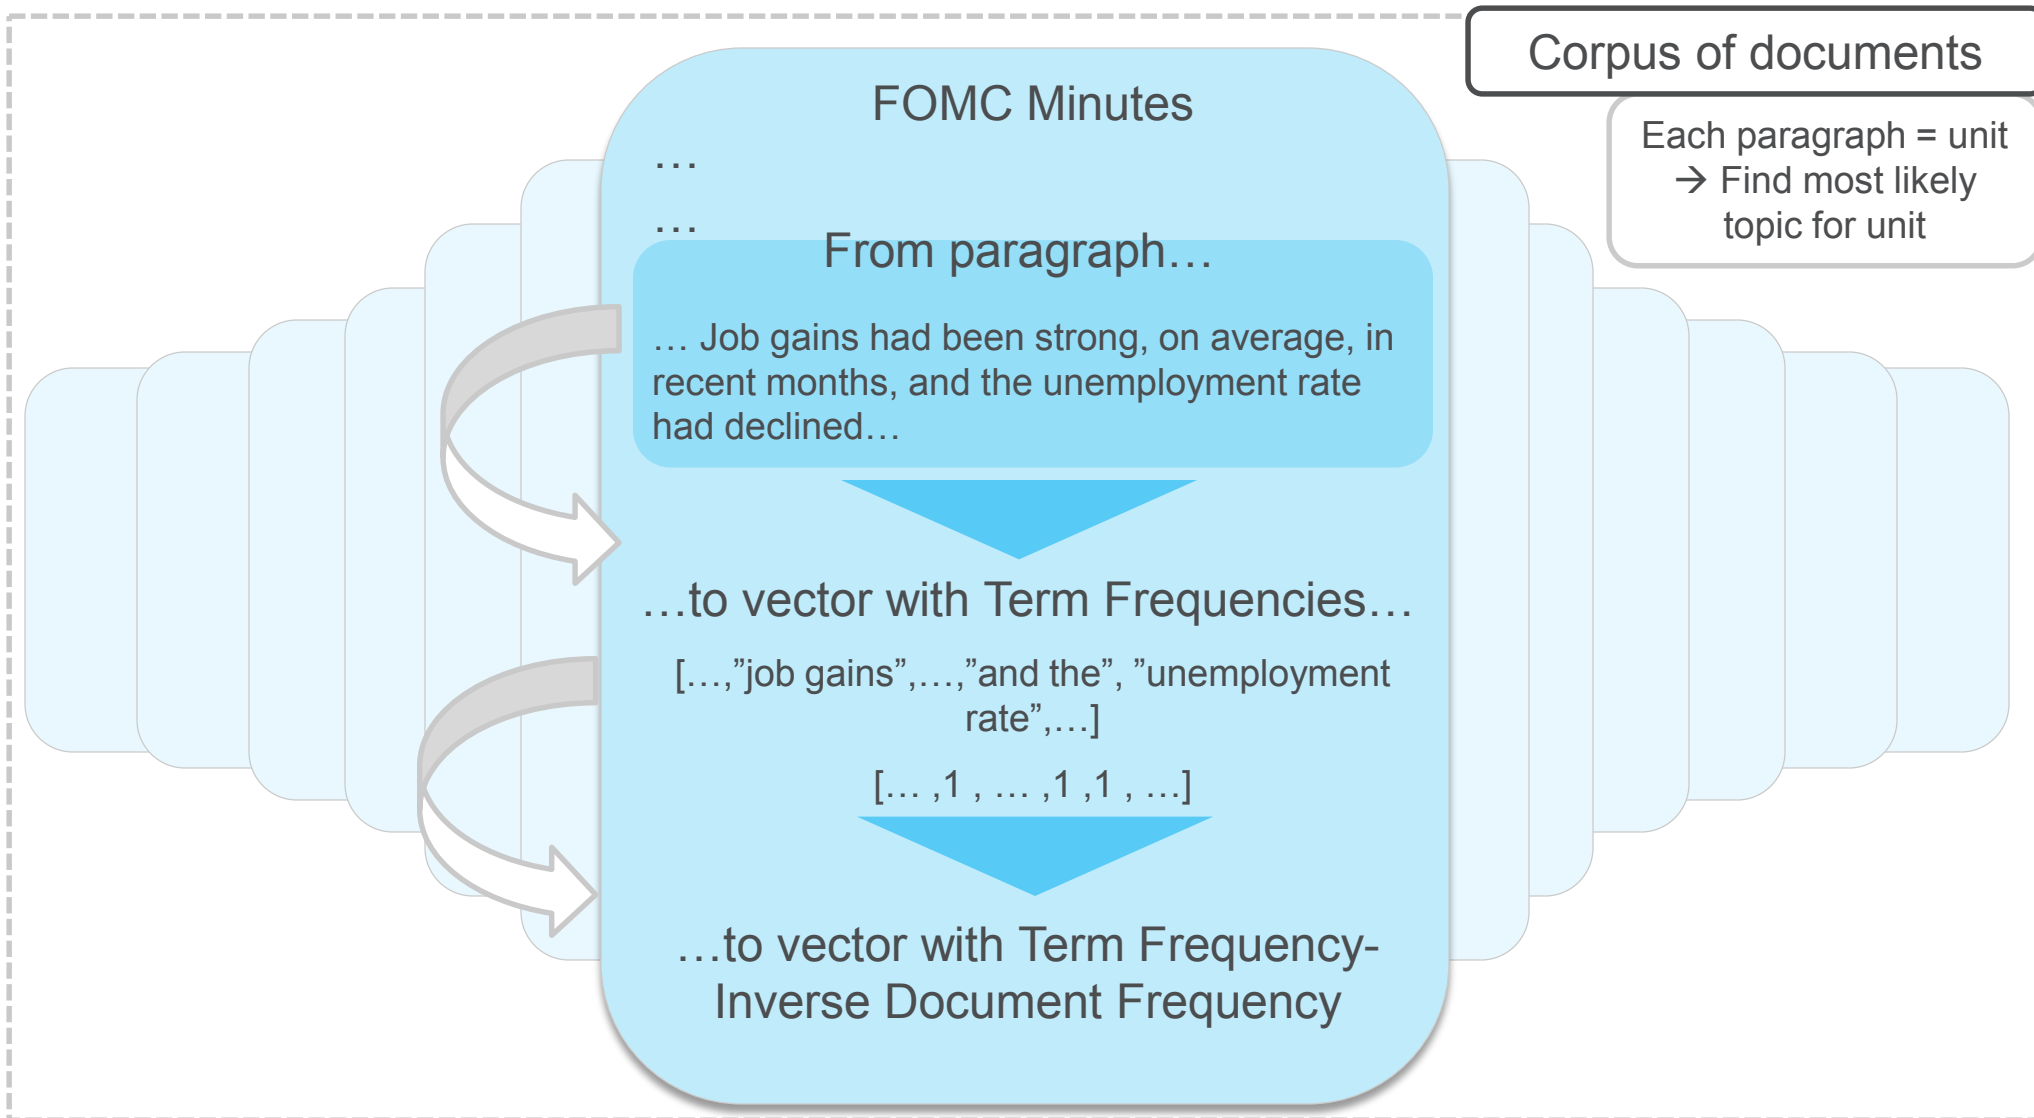 Corpus of documents
Each paragraph = unit
→ Find most likely
topic for unit
FOMC Minutes
…
…
From paragraph…
… Job gains had been strong, on average, in
recent months, and the unemployment rate
had declined…
…to vector with Term Frequencies…
[…,”job gains”,…,”and the”, ”unemployment
rate”,…]
[… ,1 , … ,1 ,1 , …]
…to vector with Term Frequency-
Inverse Document Frequency